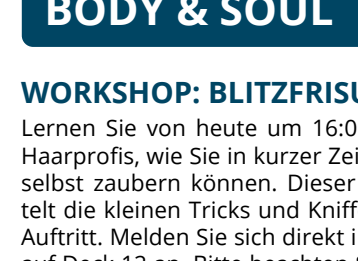 BODY & SOUL
WORKSHOP: BLITZFRISU
Lernen Sie von heute um 16:0
Haarprofis, wie Sie in kurzer Zei
selbst zaubern können. Dieser
telt die kleinen Tricks und Kniff
Auftritt. Melden Sie sich direkt i
auf Deck 12 an. Bitte beachten